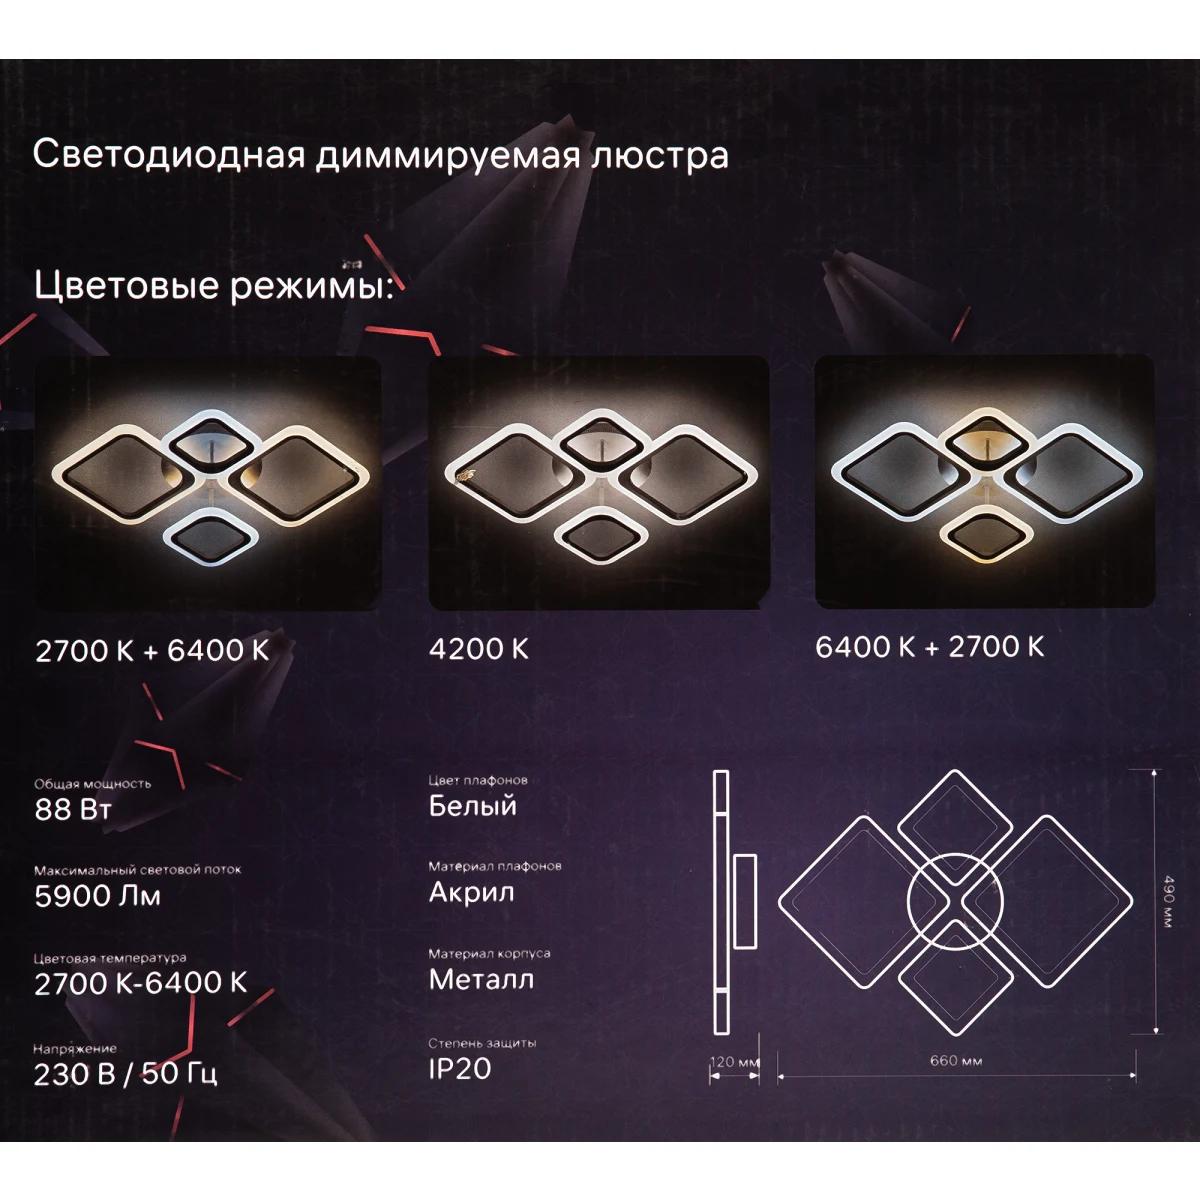 Светодиодная диммируемая люстра
Цветовые режимы:
2700 К + 6400 К
4200 К
6400 К + 2700 К
Общая мощность
88 Вт
Максимальный световой поток
5900 Лм
Цветовая температура
2700 К-6400 К
Напряжение
230 В / 50 Гц
Цвет плафонов
Белый
Материал плафонов
Акрил
Материал корпуса
Металл
Степень защиты
IP20
120 мм
660 мм
490 мм